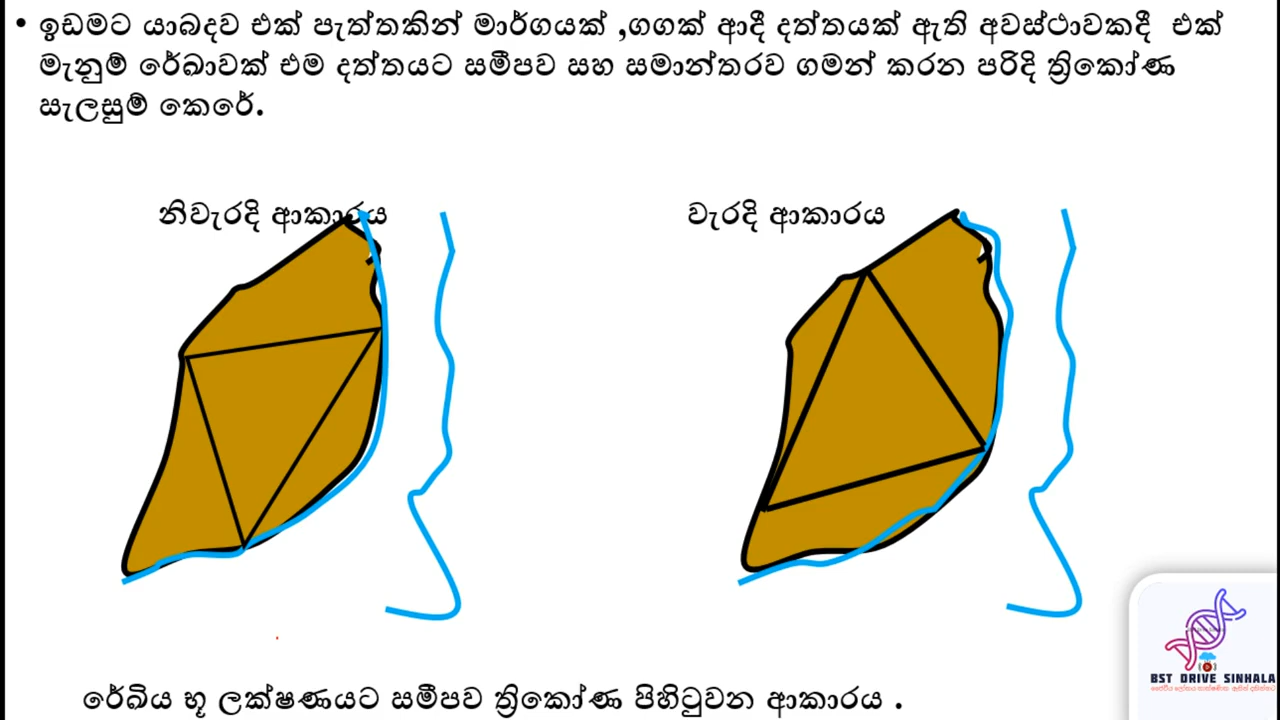 • ඉඩමට යාබදව එක් පැත්තකින් මාර්ගයක් ,ගගක් ආදී දත්තයක් ඇති අවස්ථාවකදී එක්
මැනුම් රේඛාවක් එම දත්තයට සමීපව සහ සමාන්තරව ගමන් කරන පරිදි ත්‍රිකෝණ
සැලසුම් කෙරේ.
නිවැරදි ආකාරය
වැරදි ආකාරය
BST DRIVE SINHALA
රේඛිය භූ ලක්ෂණයට සමීපව ත්‍රිකෝණ පිහිටුවන ආකාරය .